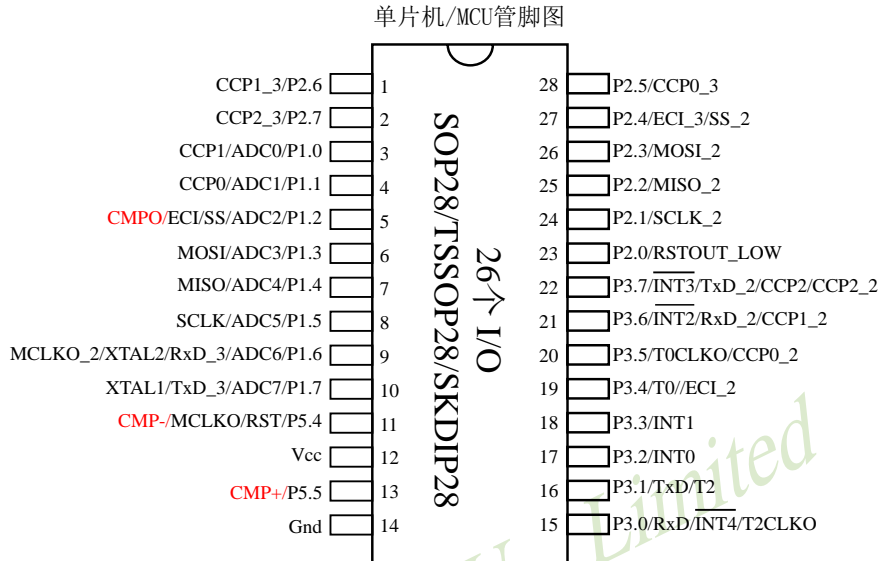 单片机/MCU管脚图
CCP1_3/P2.6 1
CCP2_3/P2.7 2
CCP1/ADC0/P1.0 3
CCP0/ADC1/P1.1 4
CMPO/ECI/SS/ADC2/P1.2 5
MOSI/ADC3/P1.3 6
MISO/ADC4/P1.4 7
SCLK/ADC5/P1.5 8
MCLKO_2/XTAL2/RxD_3/ADC6/P1.6 9
XTAL1/TxD_3/ADC7/P1.7 10
CMP-/MCLKO/RST/P5.4 11
Vcc 12
CMP+/P5.5 13
Gnd 14
SOP28/TSSOP28/SKDIP28
26个 I/O
28 P2.5/CCP0_3
27 P2.4/ECI_3/SS_2
26 P2.3/MOSI_2
25 P2.2/MISO_2
24 P2.1/SCLK_2
23 P2.0/RSTOUT_LOW
22 P3.7/INT3/TxD_2/CCP2/CCP2_2
21 P3.6/INT2/RxD_2/CCP1_2
20 P3.5/T0CLKO/CCP0_2
19 P3.4/T0//ECI_2
18 P3.3/INT1
17 P3.2/INT0
16 P3.1/TxD/T2
15 P3.0/RxD/INT4/T2CLKO
Limited